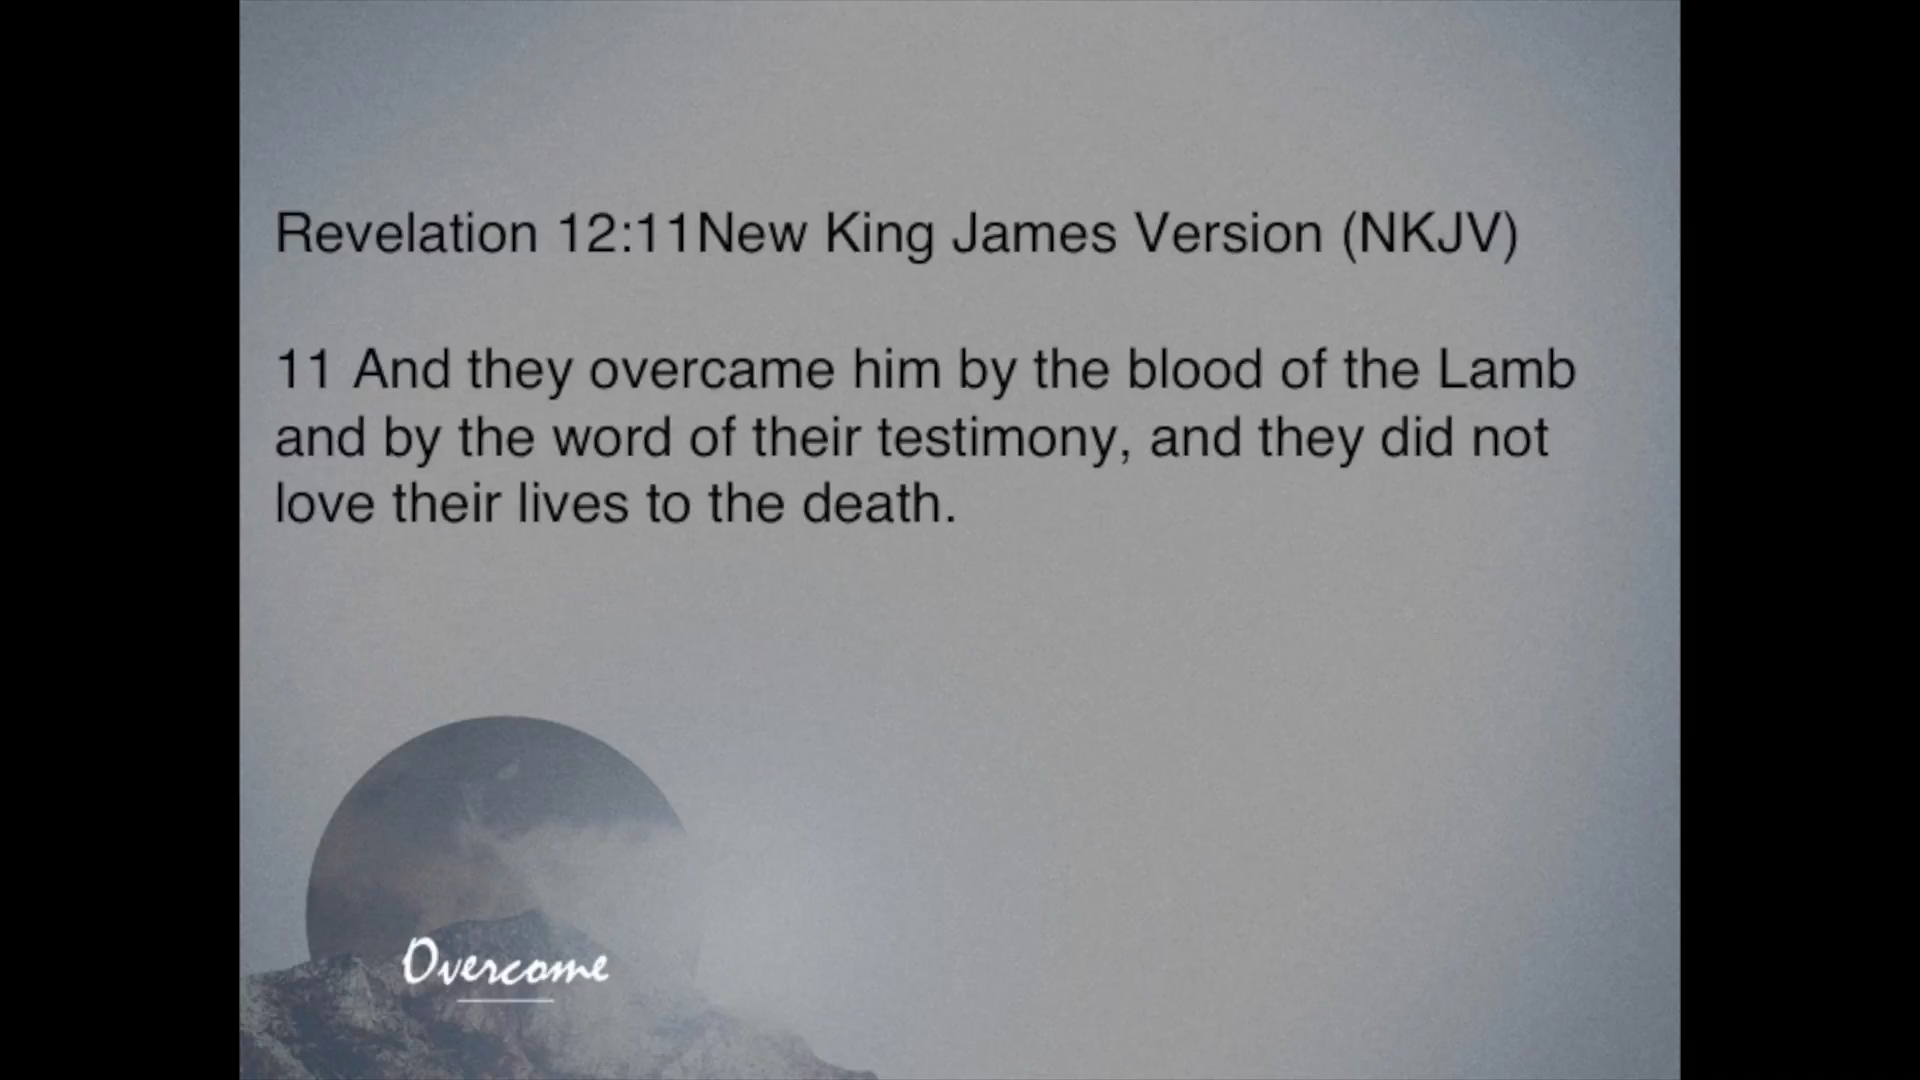 Revelation 12:11New King James Version (NKJV)
11 And they overcame him by the blood of the Lamb
and by the word of their testimony, and they did not
love their lives to the death.
Overcome